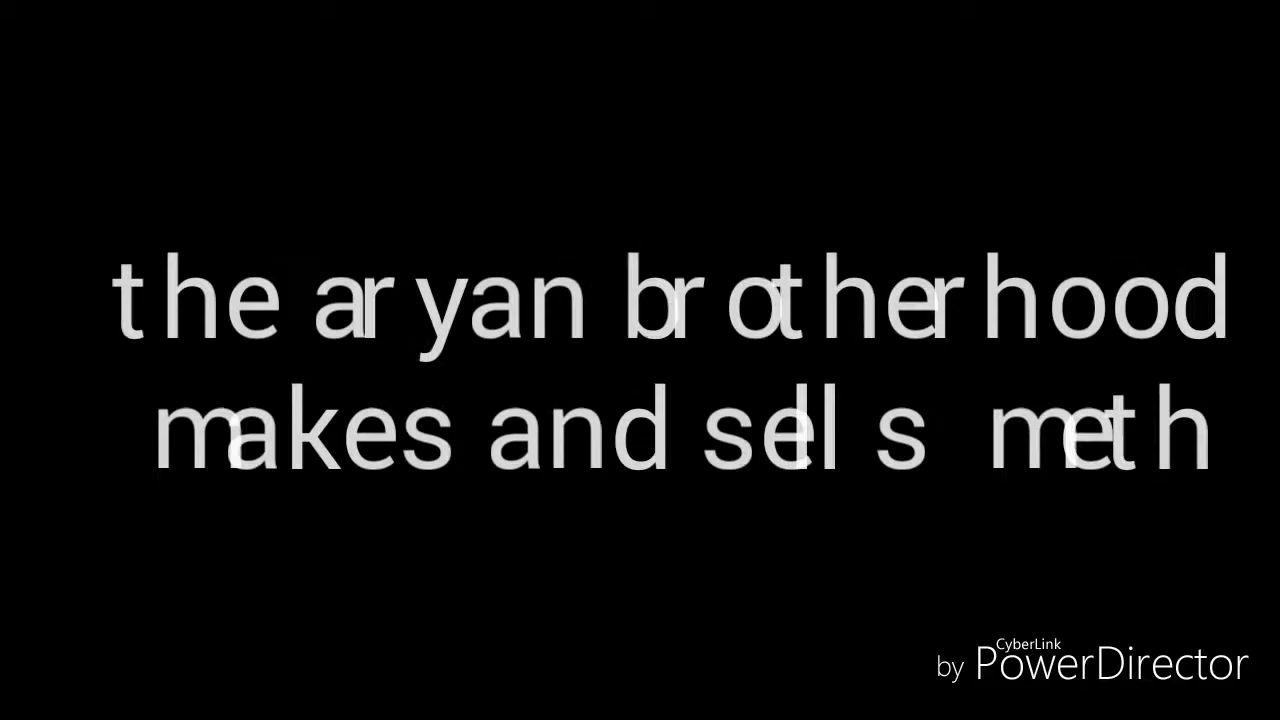 the aryan brotherhood
makes and sells meth
CyberLink
by PowerDirector